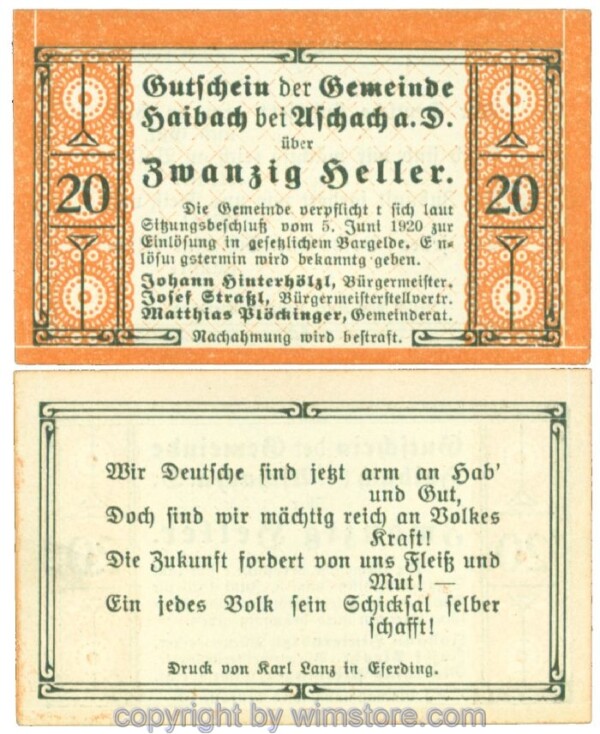 Gutschein der Gemeinde
Haibach bei Aschach a. D.
über
Zwanzig Heller.
20
20
Die Gemeinde verpflicht t sich laut
Sitzungsbeschluß vom 5. Juni 1920 zur
Einlösung in gesetzlichem Bargelde. E n-
lösu gstermin wird bekannt geben.
Johann Hinterhölzl, Bürgermeister.
Josef Straßl, Bürgermeisterstellvertr.
Matthias Plöckinger, Gemeinderat.
Nachahmung wird bestraft.
Wir Deutsche sind jetzt arm an Hab'
und Gut,
Doch sind wir mächtig reich an Volkes
Kraft!
Die Zukunft fordert von uns Fleiß und
Mut! —
Ein jedes Volk sein Schicksal selber
schafft!
Druck von Karl Lanz in Eferding.
copyright by wimstore.com